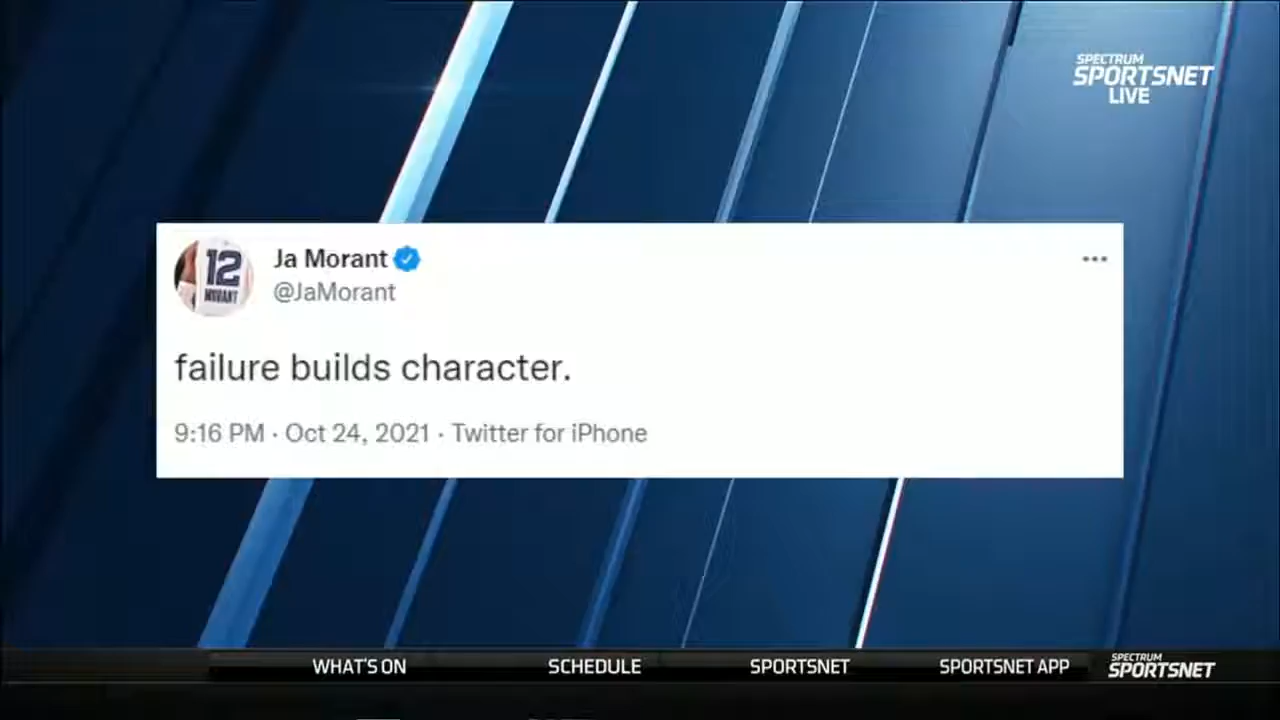 SPECTRUM
SPORTSNET
LIVE
12
MORANT
Ja Morant
@JaMorant
failure builds character.
9:16 PM · Oct 24, 2021 · Twitter for iPhone
WHAT'S ON
SCHEDULE
SPORTSNET
SPORTSNET APP
SPECTRUM
SPORTSNET